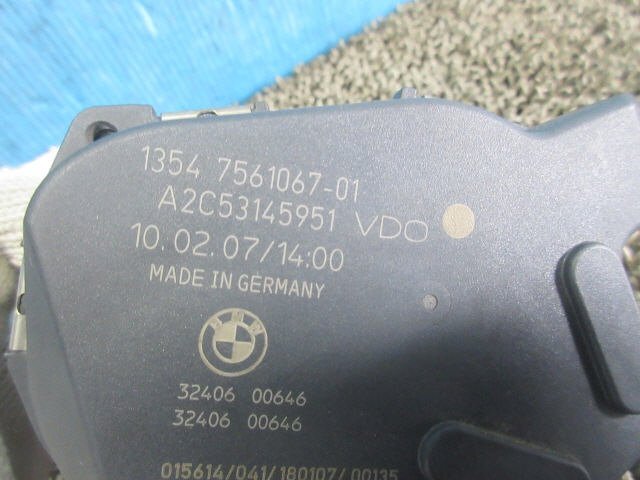 1354 7561067-01
A2C53145951 VDO
10.02.07/14:00
MADE IN GERMANY
BMW
32406 00646
32406 00646
015614/041/180107/00135